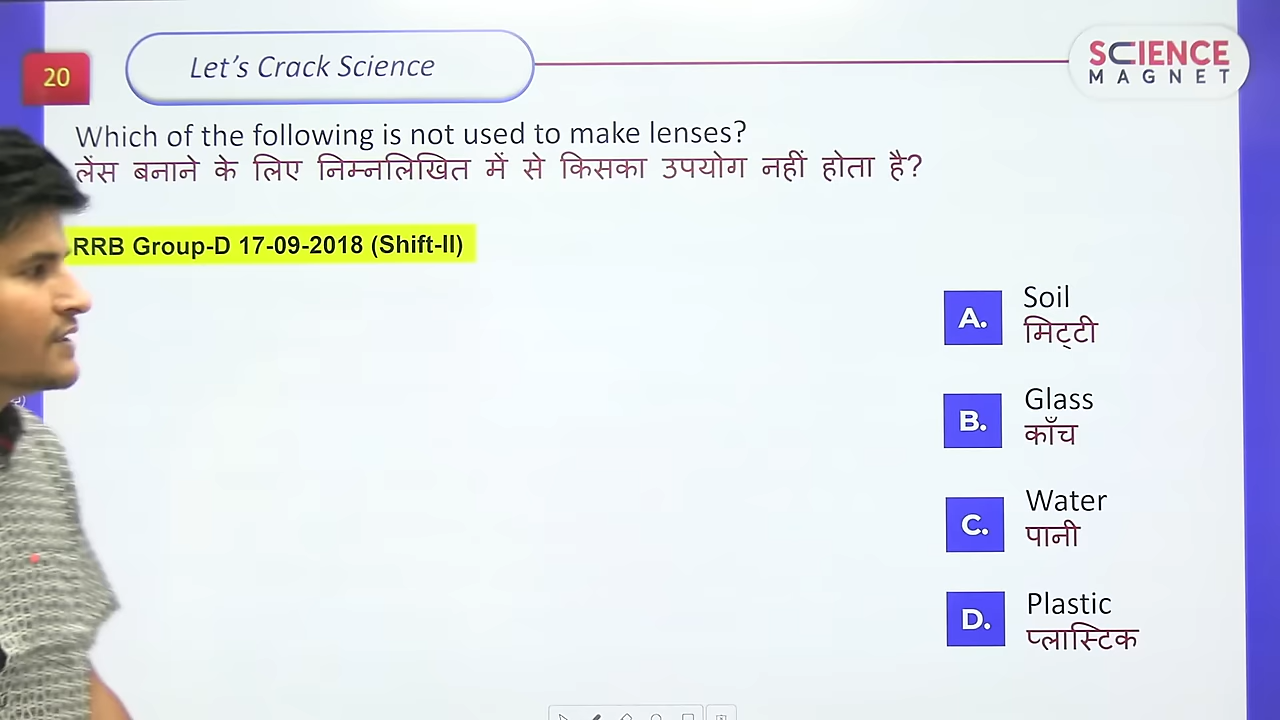 20
Let's Crack Science
SCIENCE
MAGNET
Which of the following is not used to make lenses?
लेंस बनाने के लिए निम्नलिखित में से किसका उपयोग नहीं होता है?
RRB Group-D 17-09-2018 (Shift-II)
A.
Soil
मिट्टी
B.
Glass
काँच
C.
Water
पानी
D.
Plastic
प्लास्टिक